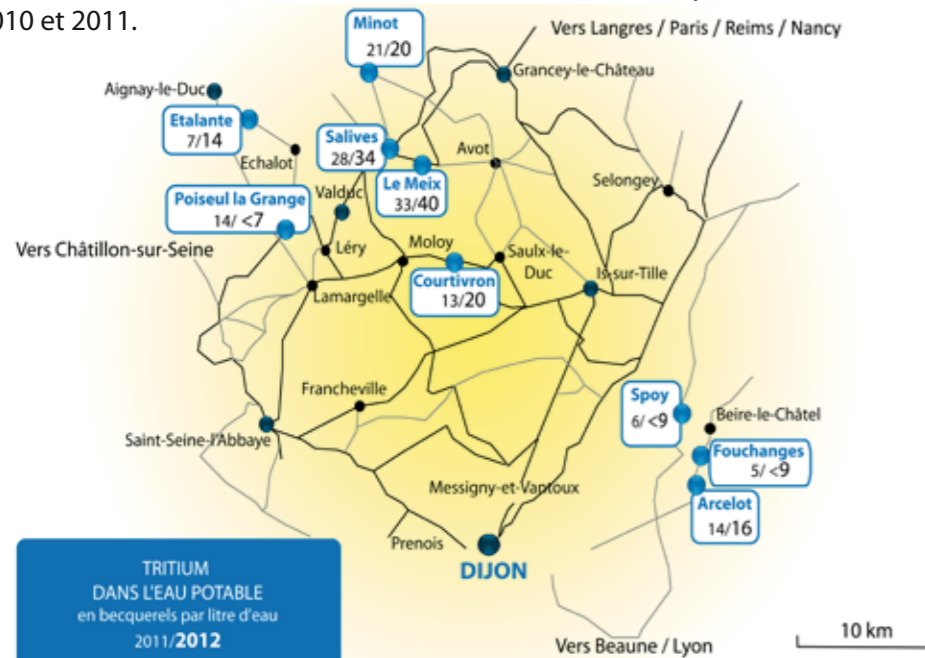 010 et 2011.
Minot
21/20
Vers Langres / Paris / Reims / Nancy
Grancey-le-Château
Aignay-le-Duc
Etalante
7/14
Echalot
Salives
28/34
Avot
Le Meix
33/40
Selongey
Poiseul la Grange
14/ <7
Valduc
Vers Châtillon-sur-Seine
Léry
Moloy
Saulx-le-
Duc
Is-sur-Tille
Courtivron
13/20
Lamargelle
Francheville
Spoy
6/ <9
Beire-le-Châtel
Saint-Seine-l'Abbaye
Fouchanges
5/ <9
Messigny-et-Vantoux
Arcelot
14/16
Prenois
DIJON
TRITIUM
DANS L'EAU POTABLE
en becquerels par litre d'eau
2011/2012
Vers Beaune / Lyon
10 km